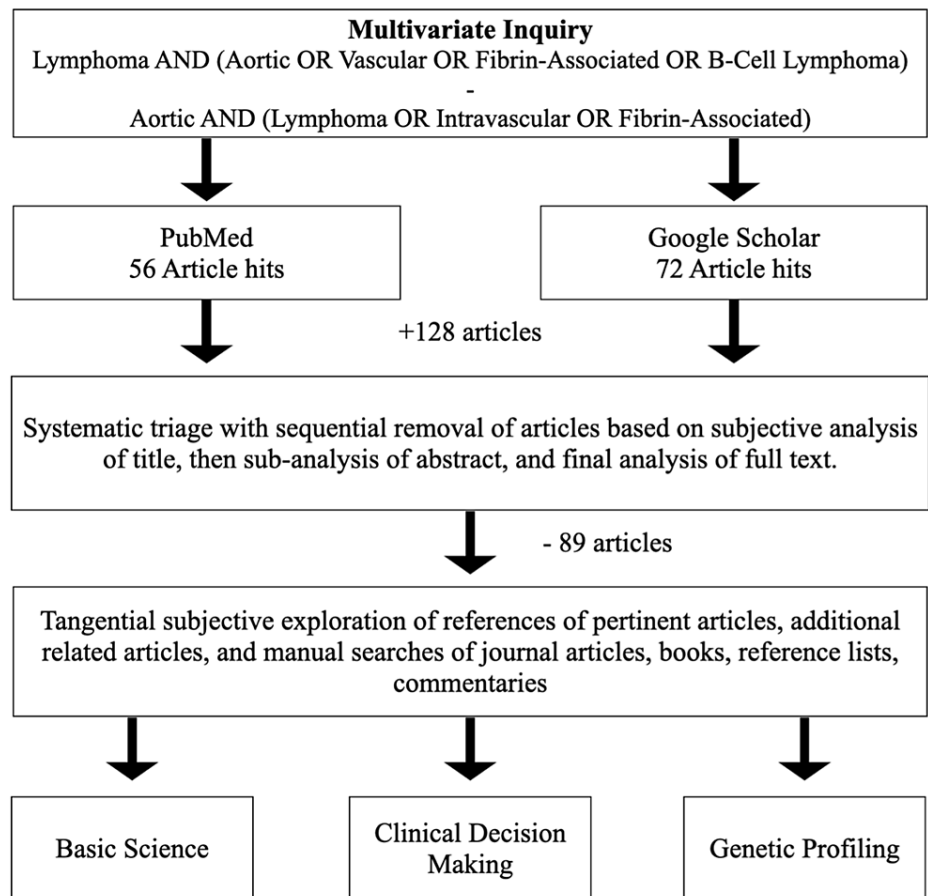 Multivariate Inquiry
Lymphoma AND (Aortic OR Vascular OR Fibrin-Associated OR B-Cell Lymphoma)
-
Aortic AND (Lymphoma OR Intravascular OR Fibrin-Associated)
PubMed
56 Article hits
Google Scholar
72 Article hits
+128 articles
Systematic triage with sequential removal of articles based on subjective analysis
of title, then sub-analysis of abstract, and final analysis of full text.
- 89 articles
Tangential subjective exploration of references of pertinent articles, additional
related articles, and manual searches of journal articles, books, reference lists,
commentaries
Basic Science
Clinical Decision
Making
Genetic Profiling